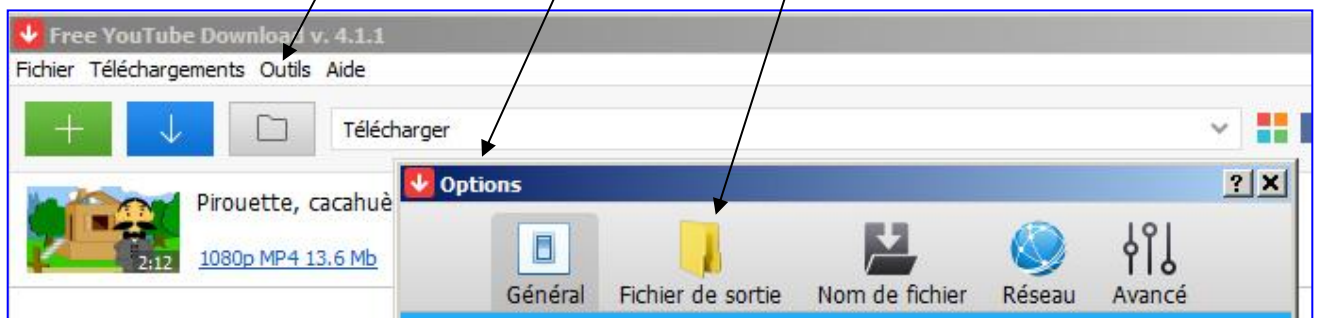 Free YouTube Download v. 4.1.1
Fichier Téléchargements Outils Aide
Télécharger
Pirouette, cacahuè
2:12
1080p MP4 13.6 Mb
Options
Général Fichier de sortie Nom de fichier Réseau Avancé